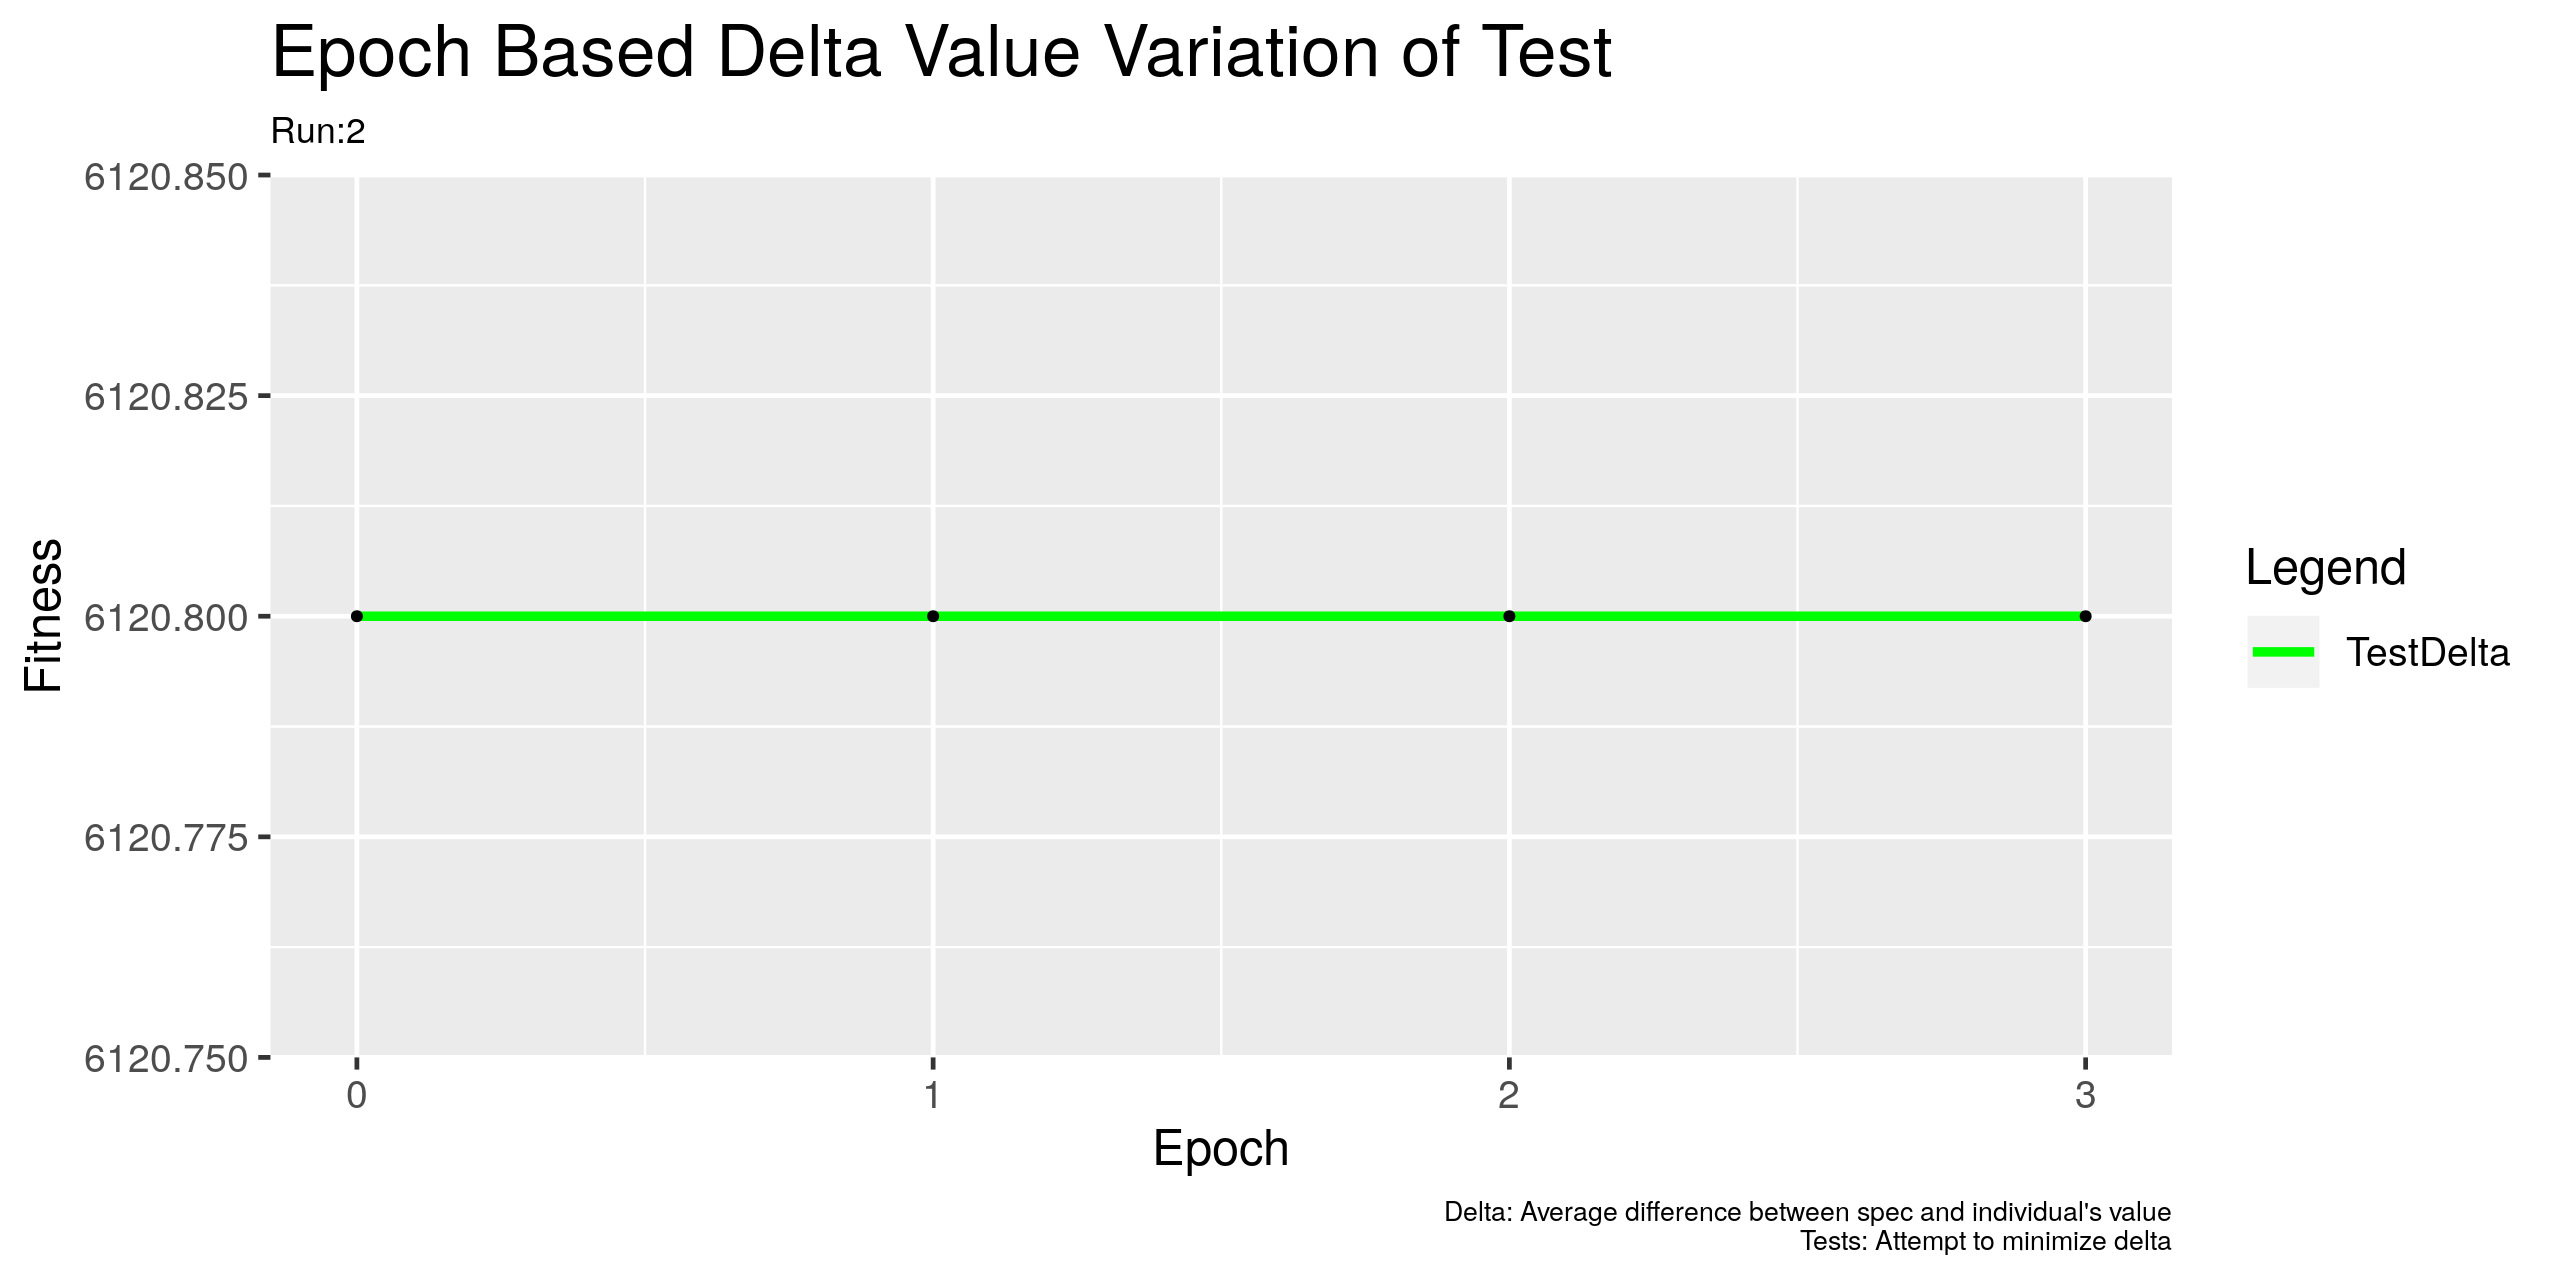 Epoch Based Delta Value Variation of Test
Run:2
6120.850
6120.825
6120.800
6120.775
6120.750
Fitness
0 1 2 3
Epoch
Legend
TestDelta
Delta: Average difference between spec and individual's value
Tests: Attempt to minimize delta